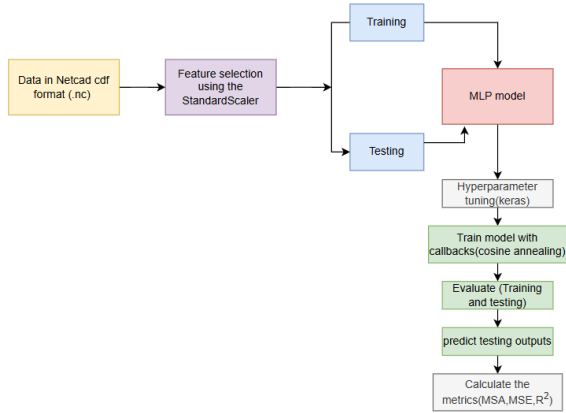 Training
Data in Netcad cdf
format (.nc)
Feature selection
using the
StandardScaler
MLP model
Testing
Hyperparameter
tuning(keras)
Train model with
callbacks(cosine annealing)
Evaluate (Training
and testing)
predict testing outputs
Calculate the
metrics(MSA,MSE,R²)